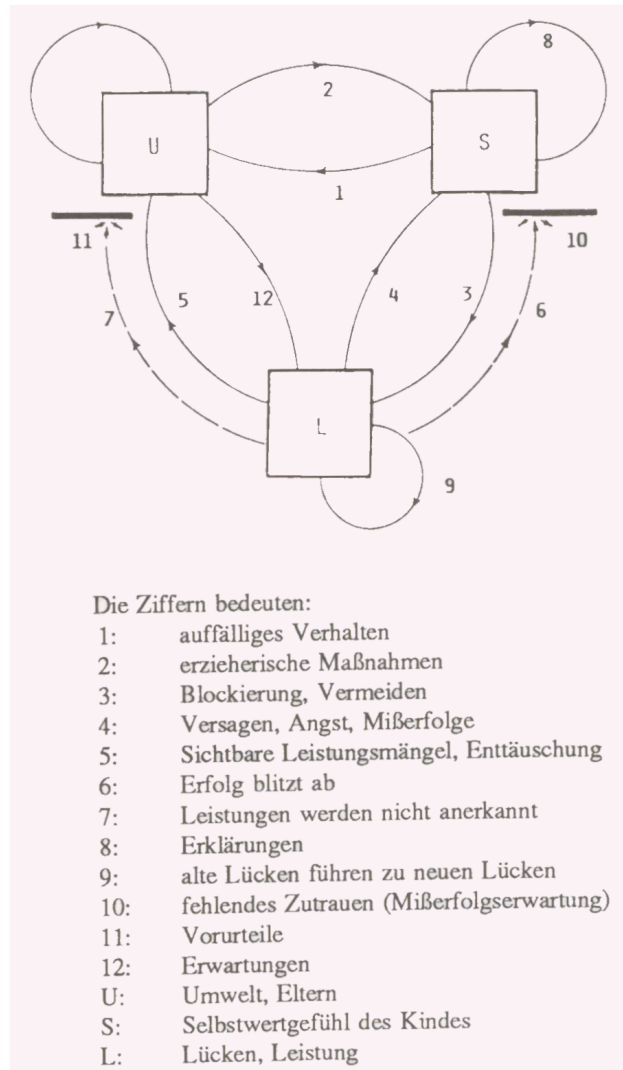 8
2
U
S
1
11
10
5
12
4
3
7
6
L
9
Die Ziffern bedeuten:
1: auffälliges Verhalten
2: erzieherische Maßnahmen
3: Blockierung, Vermeiden
4: Versagen, Angst, Mißerfolge
5: Sichtbare Leistungsmängel, Enttäuschung
6: Erfolg blitzt ab
7: Leistungen werden nicht anerkannt
8: Erklärungen
9: alte Lücken führen zu neuen Lücken
10: fehlendes Zutrauen (Mißerfolgserwartung)
11: Vorurteile
12: Erwartungen
U: Umwelt, Eltern
S: Selbstwertgefühl des Kindes
L: Lücken, Leistung